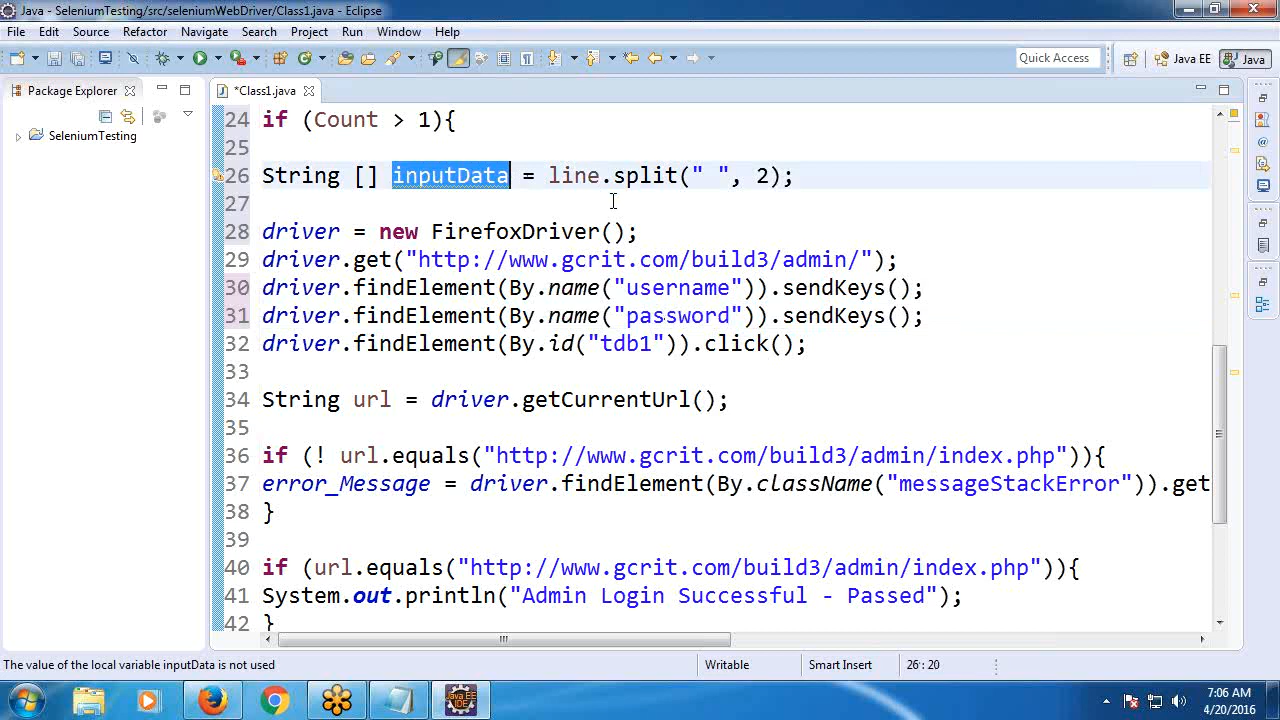 Java - SeleniumTesting/src/seleniumWebDriver/Class1.java - Eclipse
File Edit Source Refactor Navigate Search Project Run Window Help
Quick Access Java EE Java
Package Explorer
*Class1.java
SeleniumTesting
24 if (Count > 1){
25
26 String [] inputData = line.split(" ", 2);
27
28 driver = new FirefoxDriver();
29 driver.get("http://www.gcrit.com/build3/admin/");
30 driver.findElement(By.name("username")).sendKeys();
31 driver.findElement(By.name("password")).sendKeys();
32 driver.findElement(By.id("tdb1")).click();
33
34 String url = driver.getCurrentUrl();
35
36 if (! url.equals("http://www.gcrit.com/build3/admin/index.php")){
37 error_Message = driver.findElement(By.className("messageStackError")).get
38 }
39
40 if (url.equals("http://www.gcrit.com/build3/admin/index.php")){
41 System.out.println("Admin Login Successful - Passed");
42 }
The value of the local variable inputData is not used
Writable
Smart Insert
26 : 20
Java EE
IDE
7:06 AM
4/20/2016